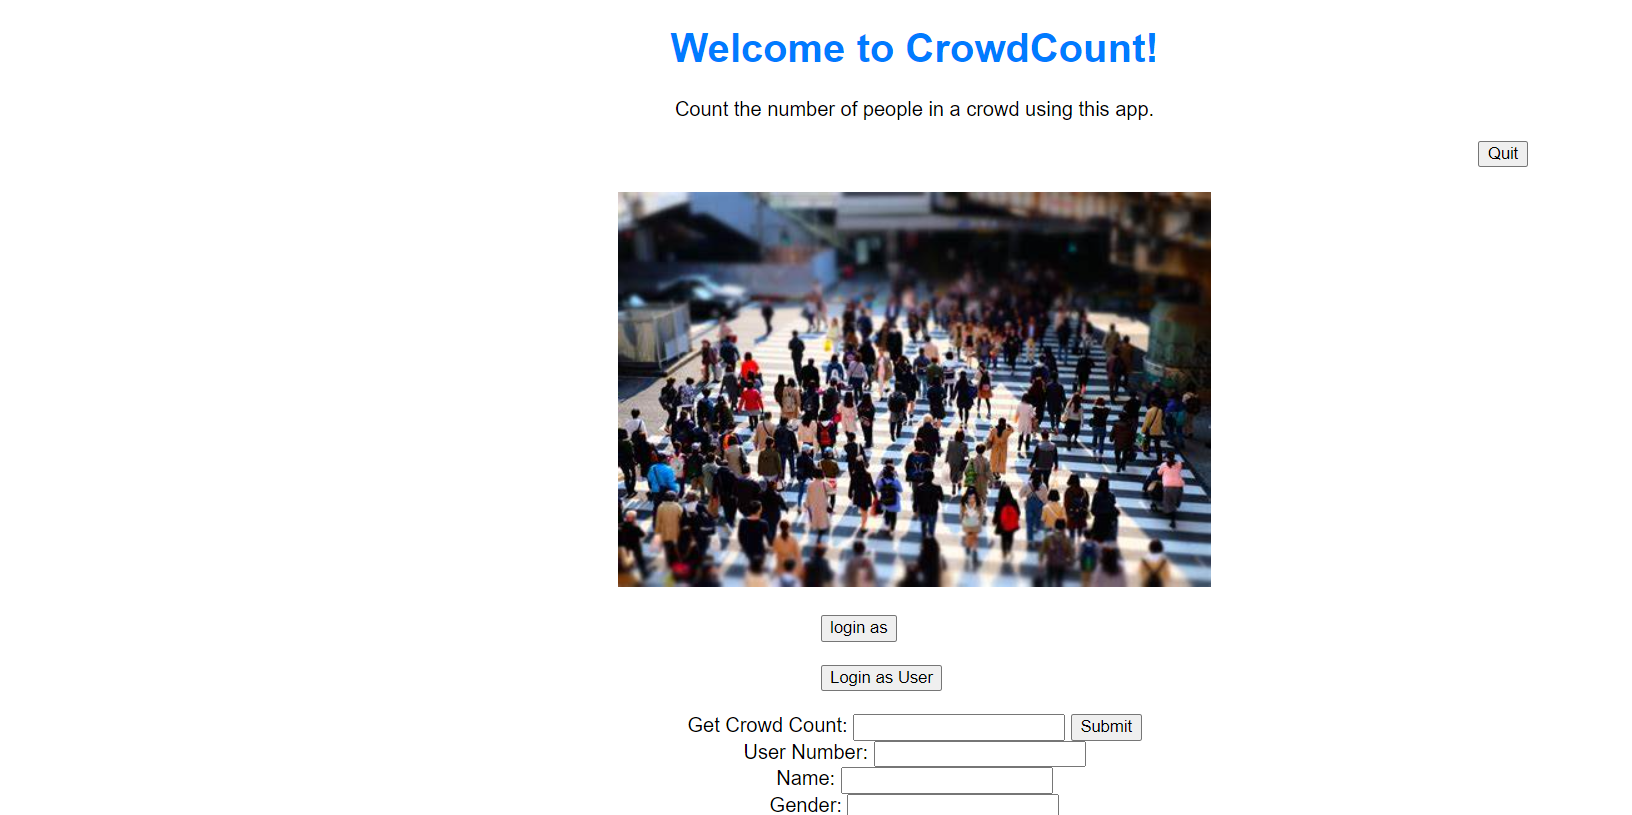 Welcome to CrowdCount!
Count the number of people in a crowd using this app.
Quit
login as
Login as User
Get Crowd Count: Submit
User Number:
Name:
Gender: